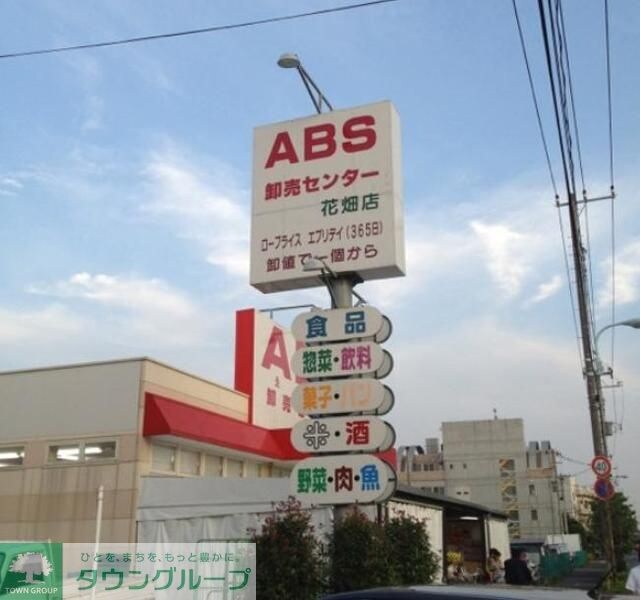 ABS
卸売センター
花畑店
ロープライス エブリデイ(365日)
卸値で一個から
食品
惣菜・飲料
菓子・パン
米・酒
野菜・肉・魚
A
卸売
40
ひとを、まちを、もっと豊かに。
タウングループ
TOWN GROUP